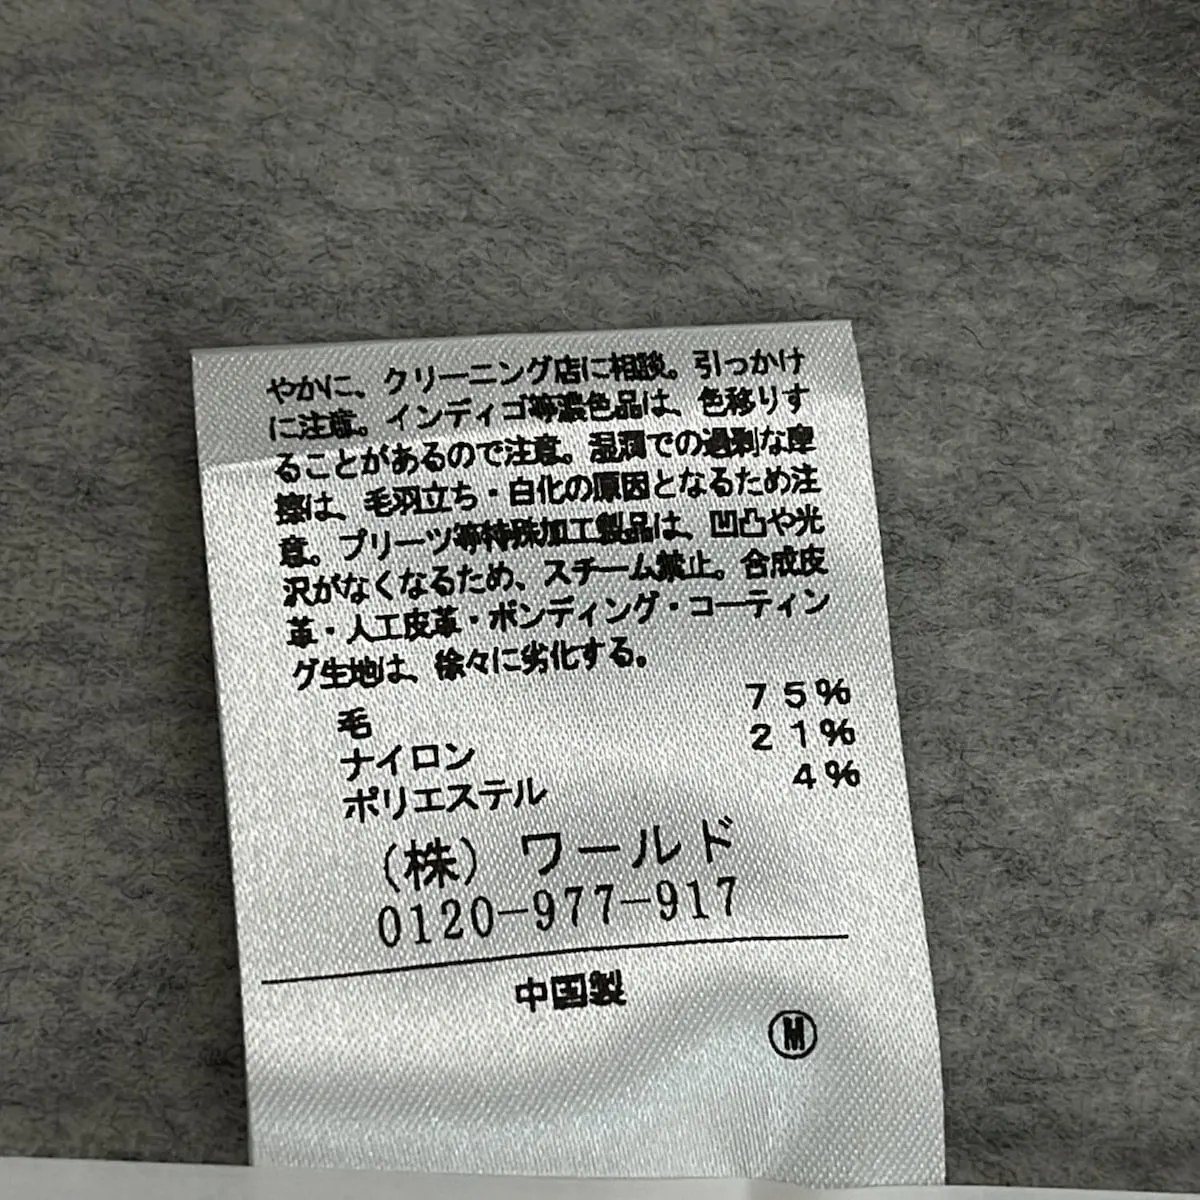 やかに、クリーニング店に相談。引っかけ
に注意。インディゴ等濃色品は、色移りす
ることがあるので注意。湿潤での過剰な摩
擦は、毛羽立ち・白化の原因となるため注
意。プリーツ等特殊加工製品は、凹凸や光
沢がなくなるため、スチーム禁止。合成皮
革・人工皮革・ボンディング・コーティン
グ生地は、徐々に劣化する。
毛 75%
ナイロン 21%
ポリエステル 4%
(株)ワールド
0120-977-917
中国製
Ⓜ